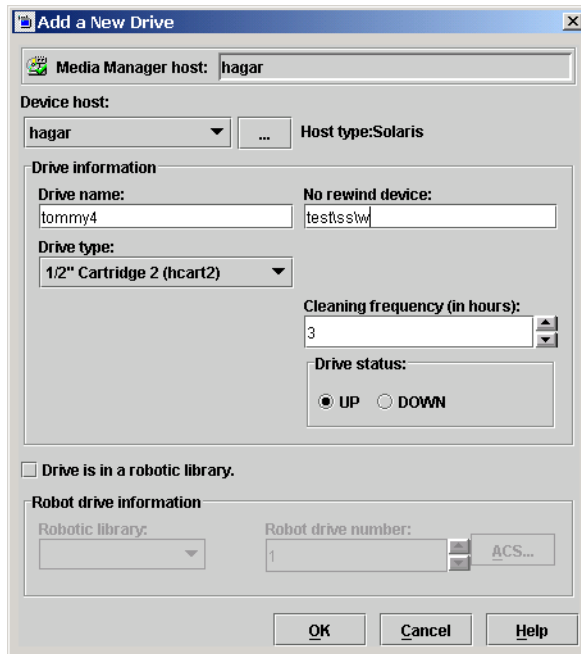 Add a New Drive
Media Manager host: hagar
Device host:
hagar ... Host type:Solaris
Drive information
Drive name: No rewind device:
tommy4 test\ss\w
Drive type:
1/2" Cartridge 2 (hcart2)
Cleaning frequency (in hours):
3
Drive status:
UP DOWN
Drive is in a robotic library.
Robot drive information
Robotic library: Robot drive number:
1 ACS...
OK Cancel Help